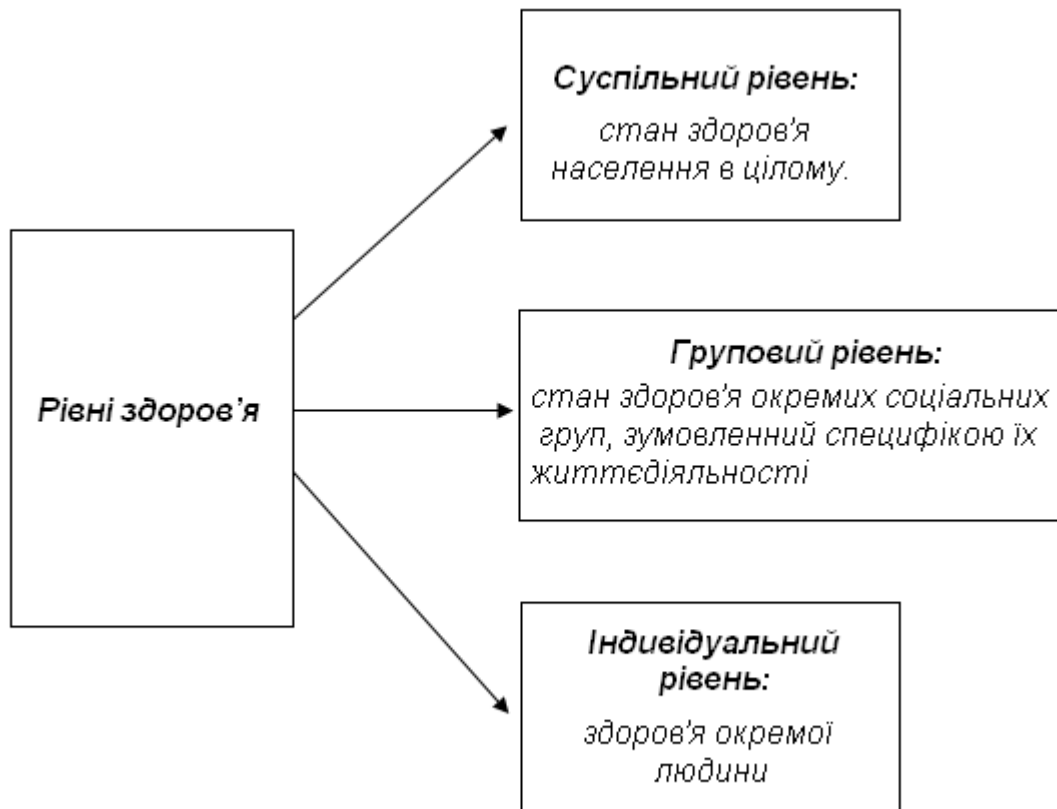 Суспільний рівень:
стан здоров'я
населення в цілому.
Рівні здоров’я
Груповий рівень:
стан здоров'я окремих соціальних
груп, зумовленний специфікою їх
життєдіяльності
Індивідуальний
рівень:
здоров'я окремої
людини